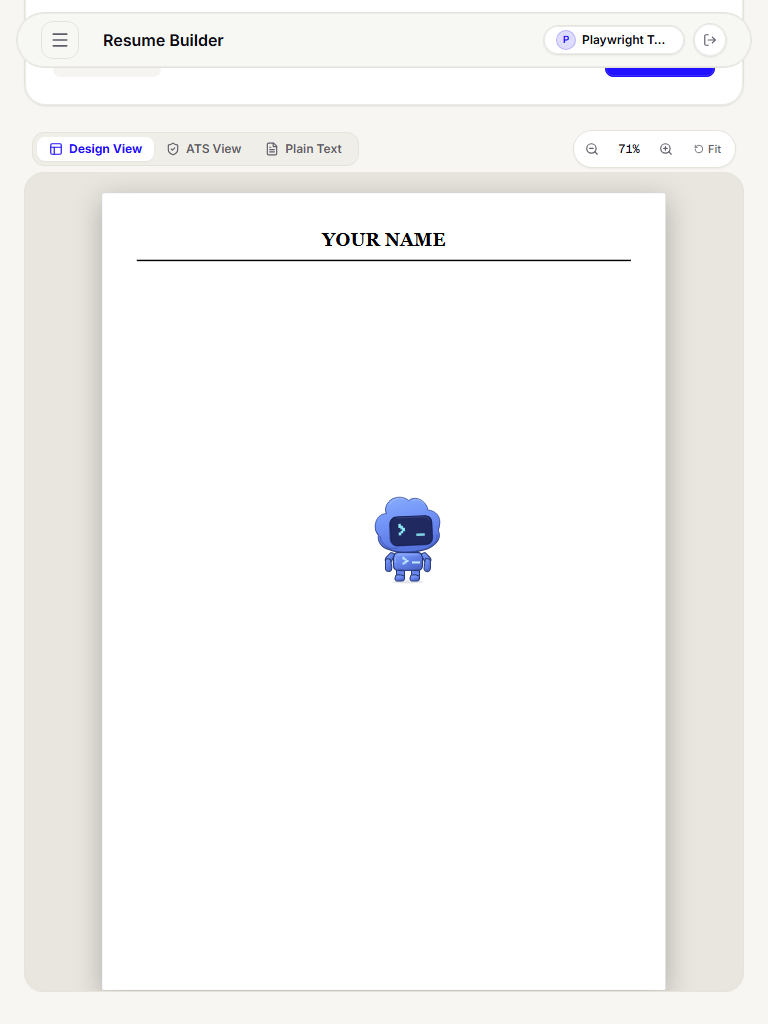 Resume Builder
P
Playwright T...
Design View
ATS View
Plain Text
71%
Fit
YOUR NAME